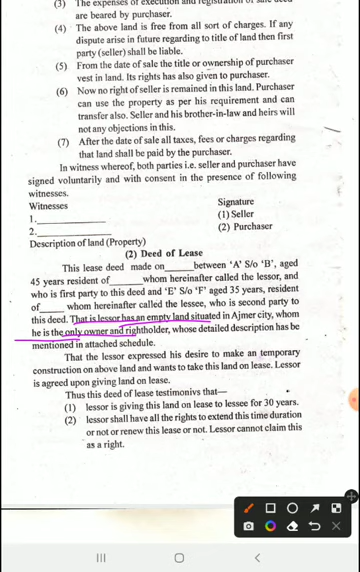 (3) The expenses of execution and registration of sale deed
are beared by purchaser.
(4) The above land is free from all sort of charges. If any
dispute arise in future regarding to title of land then first
party (seller) shall be liable.
(5) From the date of sale the title or ownership of purchaser
vest in land. Its rights has also given to purchaser.
(6) Now no right of seller is remained in this land. Purchaser
can use the property as per his requirement and can
transfer also. Seller and his brother-in-law and heirs will
not any objections in this.
(7) After the date of sale all taxes, fees or charges regarding
that land shall be paid by the purchaser.
In witness whereof, both parties i.e. seller and purchaser have
signed voluntarily and with consent in the presence of following
witnesses.
Witnesses Signature
1.____________ (1) Seller
2.____________ (2) Purchaser
Description of land (Property)
(2) Deed of Lease
This lease deed made on_____between 'A' S/o 'B', aged
45 years resident of_____whom hereinafter called the lessor, and
who is first party to this deed and 'E' S/o 'F' aged 35 years, resident
of____ whom hereinafter called the lessee, who is second party to
this deed. That is lessor has an empty land situated in Ajmer city, whom
he is the only owner and rightholder, whose detailed description has be
mentioned in attached schedule.
That the lessor expressed his desire to make an temporary
construction on above land and wants to take this land on lease. Lessor
is agreed upon giving land on lease.
Thus this deed of lease testimonivs that—
(1) lessor is giving this land on lease to lessee for 30 years.
(2) lessor shall have all the rights to extend this time duration
or not or renew this lease or not. Lessor cannot claim this
as a right.